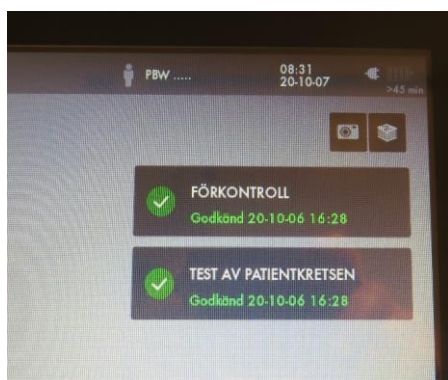 PBW .....
08:31
20-10-07
>45 min
FÖRKONTROLL
Godkänd 20-10-06 16:28
TEST AV PATIENTKRETSEN
Godkänd 20-10-06 16:28